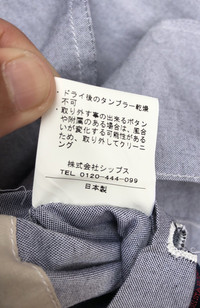 ・ドライ後のタンブラー乾燥
不可
・取り外す事の出来るボタン
や附属のある場合は、風合
いが変化する可能性がある
ため、取り外してクリーニ
ング
株式会社シップス
TEL 0120-444-099
日本製